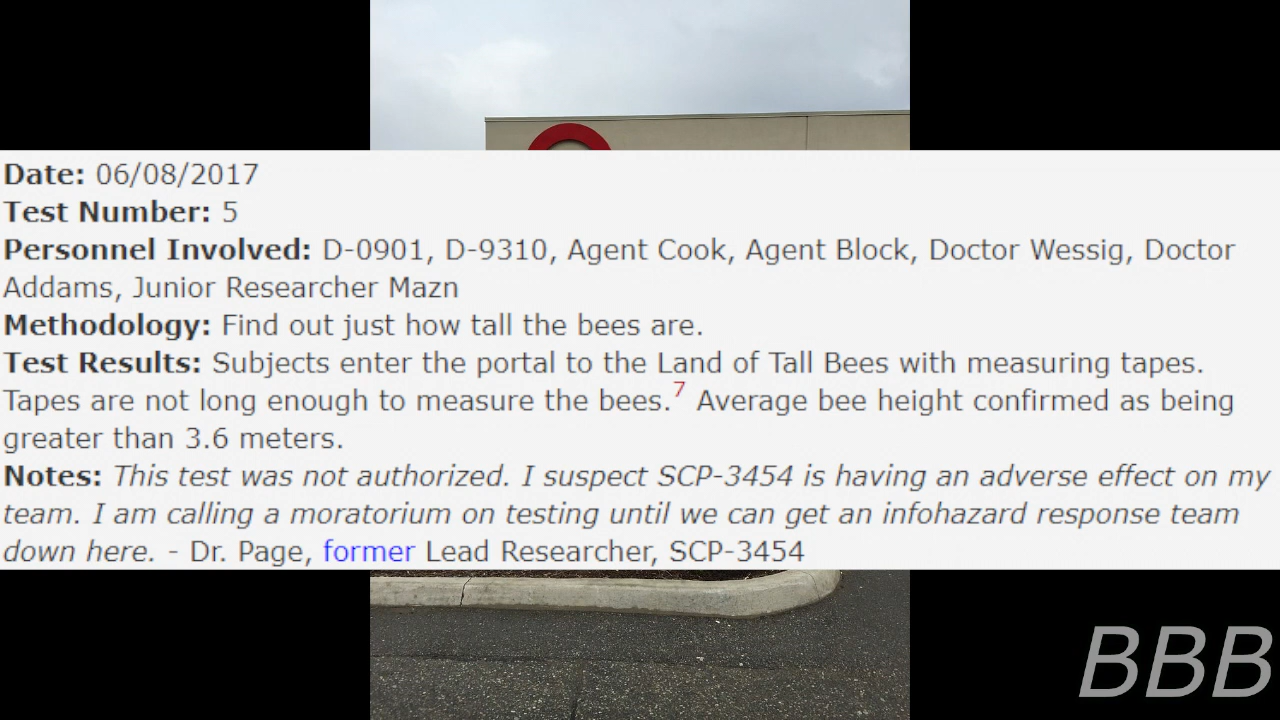 Date: 06/08/2017
Test Number: 5
Personnel Involved: D-0901, D-9310, Agent Cook, Agent Block, Doctor Wessig, Doctor
Addams, Junior Researcher Mazn
Methodology: Find out just how tall the bees are.
Test Results: Subjects enter the portal to the Land of Tall Bees with measuring tapes.
Tapes are not long enough to measure the bees.7 Average bee height confirmed as being
greater than 3.6 meters.
Notes: This test was not authorized. I suspect SCP-3454 is having an adverse effect on my
team. I am calling a moratorium on testing until we can get an infohazard response team
down here. - Dr. Page, former Lead Researcher, SCP-3454
BBB